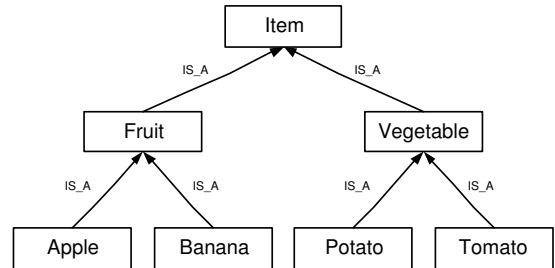 Item
IS_A IS_A
Fruit Vegetable
IS_A IS_A IS_A IS_A
Apple Banana Potato Tomato